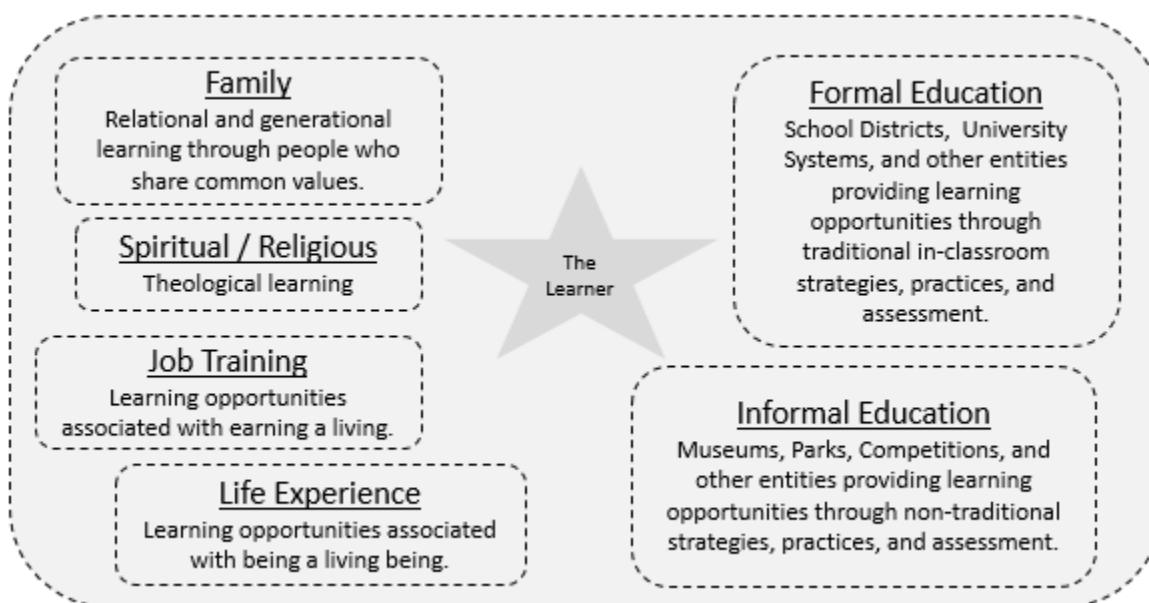 Family
Relational and generational
learning through people who
share common values.
Spiritual / Religious
Theological learning
Job Training
Learning opportunities
associated with earning a living.
Life Experience
Learning opportunities associated
with being a living being.
The
Learner
Formal Education
School Districts, University
Systems, and other entities
providing learning
opportunities through
traditional in-classroom
strategies, practices, and
assessment.
Informal Education
Museums, Parks, Competitions, and
other entities providing learning
opportunities through non-traditional
strategies, practices, and assessment.